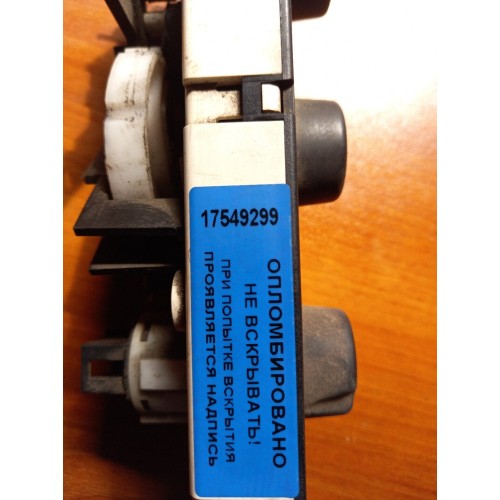 17549299
ОПЛОМБИРОВАНО
НЕ ВСКРЫВАТЬ!
ПРИ ПОПЫТКЕ ВСКРЫТИЯ
ПРОЯВЛЯЕТСЯ НАДПИСЬ